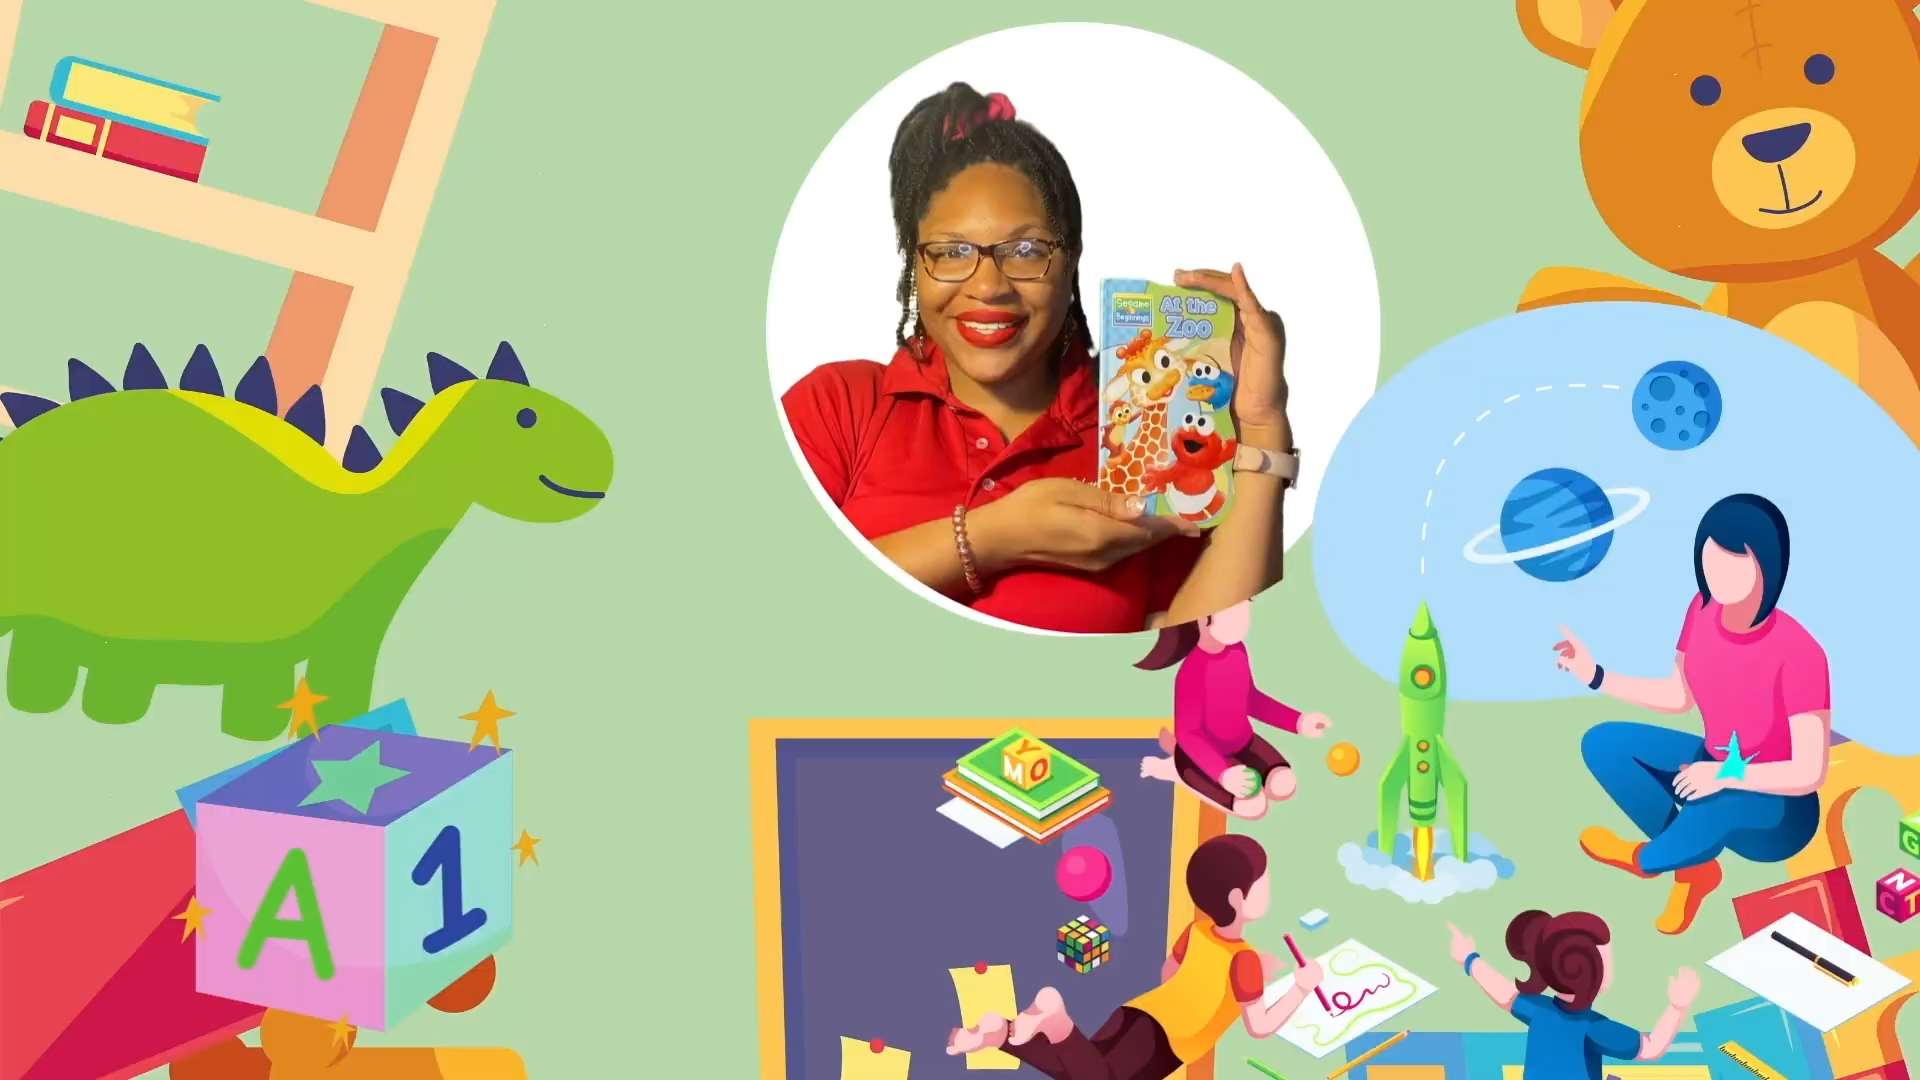 Sesame
Beginnings
At the
Zoo
Y
M O
A
1
G
N
C T